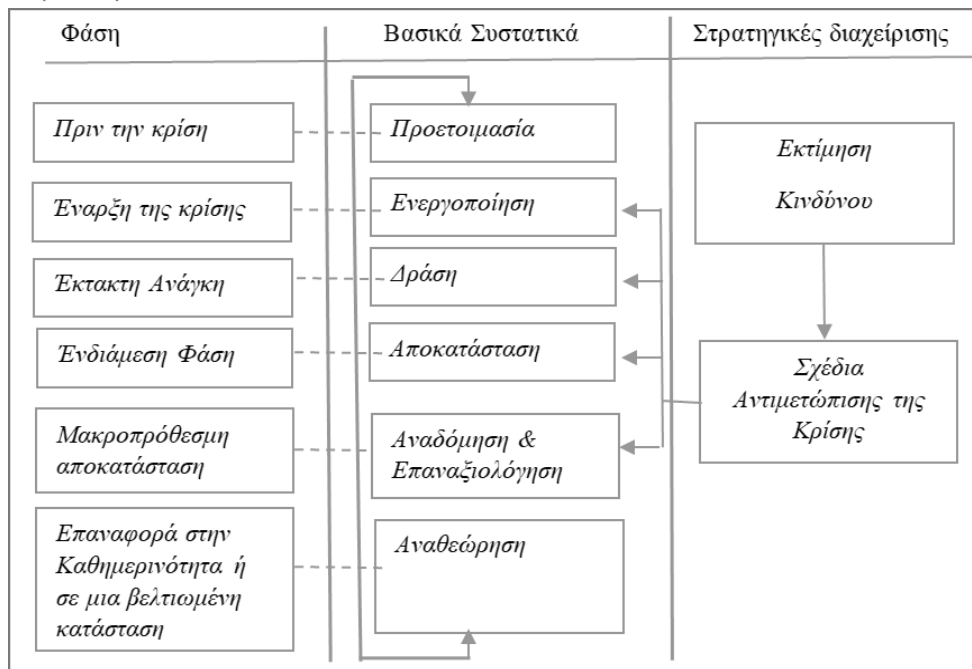 Φάση
Βασικά Συστατικά
Στρατηγικές διαχείρισης
Πριν την κρίση
Προετοιμασία
Εκτίμηση
Κινδύνου
Έναρξη της κρίσης
Ενεργοποίηση
Έκτακτη Ανάγκη
Δράση
Ένδιάμεση Φάση
Αποκατάσταση
Σχέδια
Αντιμετώπισης της
Κρίσης
Μακροπρόθεσμη
αποκατάσταση
Αναδόμηση &
Επαναξιολόγηση
Επαναφορά στην
Καθημερινότητα ή
σε μια βελτιωμένη
κατάσταση
Αναθεώρηση